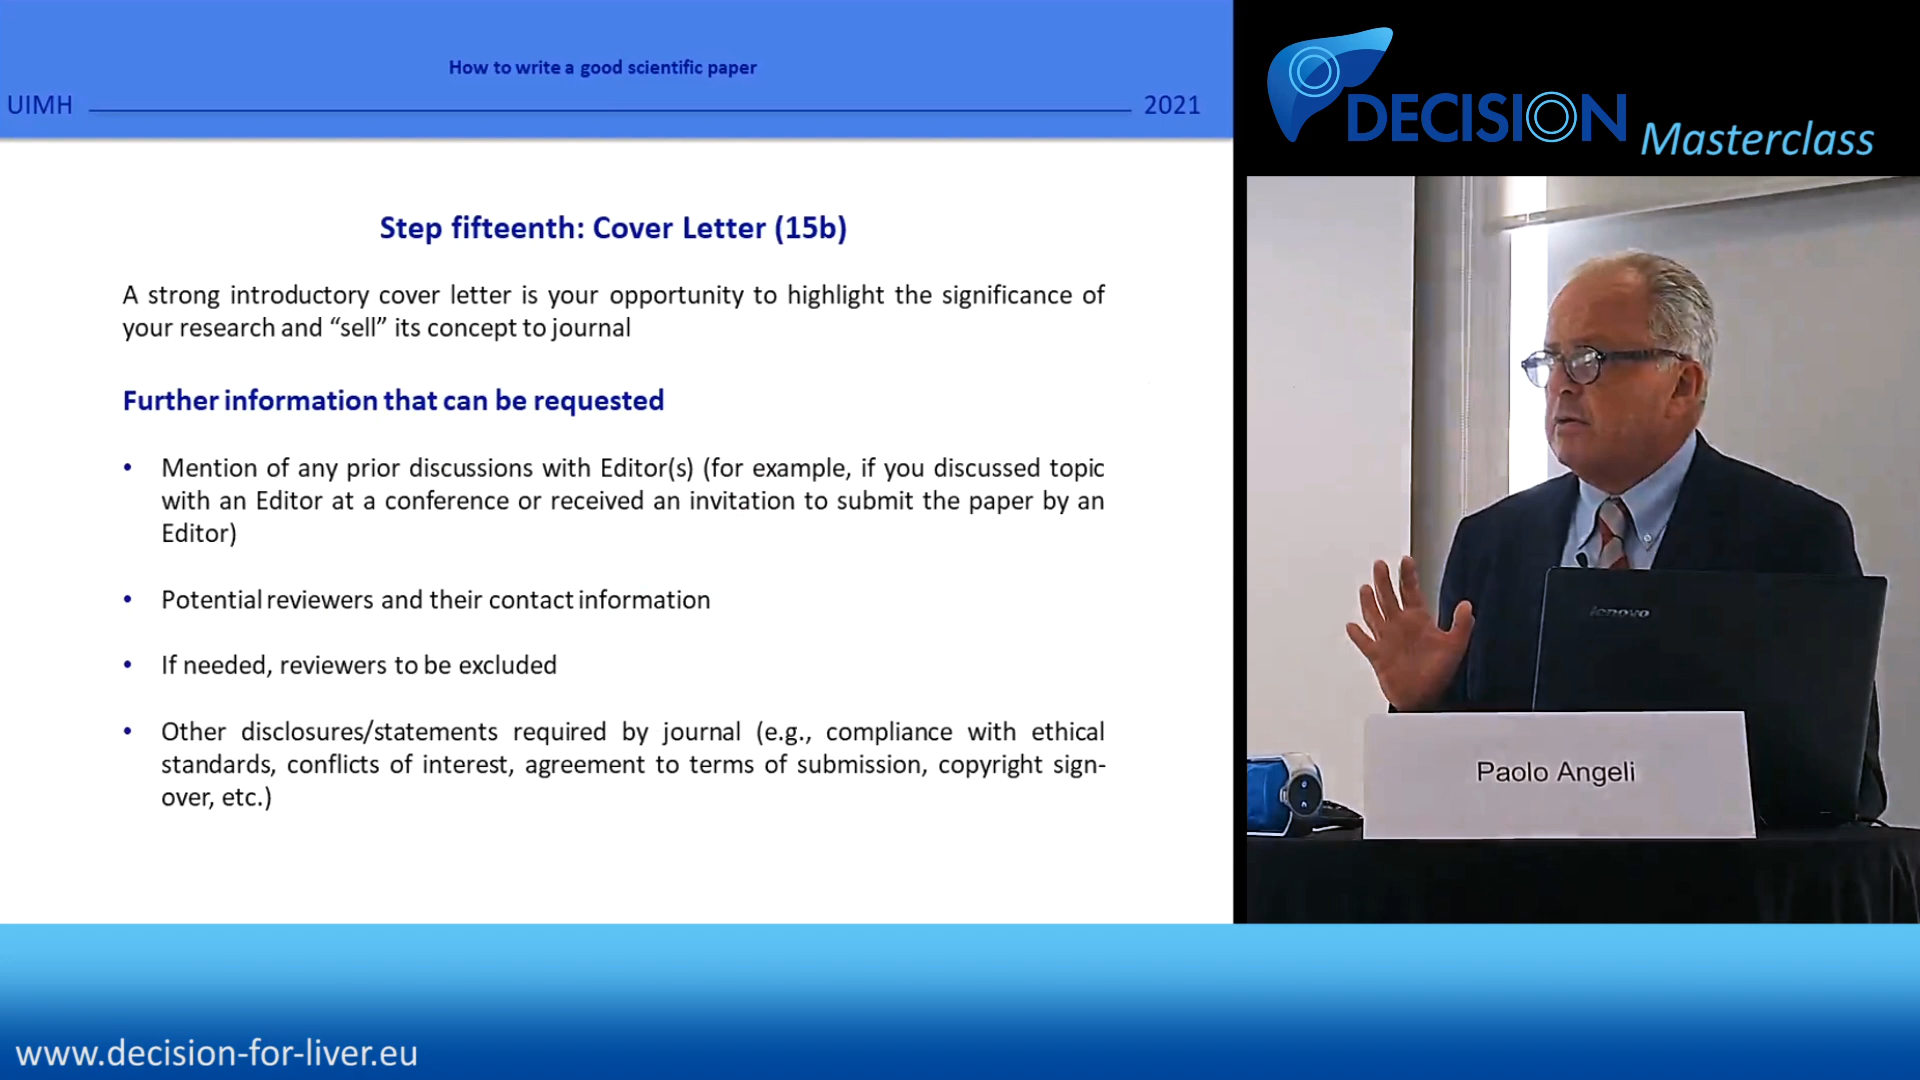 How to write a good scientific paper
UIMH
2021
Step fifteenth: Cover Letter (15b)
A strong introductory cover letter is your opportunity to highlight the significance of
your research and “sell” its concept to journal
Further information that can be requested
• Mention of any prior discussions with Editor(s) (for example, if you discussed topic
with an Editor at a conference or received an invitation to submit the paper by an
Editor)
• Potential reviewers and their contact information
• If needed, reviewers to be excluded
• Other disclosures/statements required by journal (e.g., compliance with ethical
standards, conflicts of interest, agreement to terms of submission, copyright sign-
over, etc.)
DECISION
Masterclass
lenovo
Paolo Angeli
www.decision-for-liver.eu